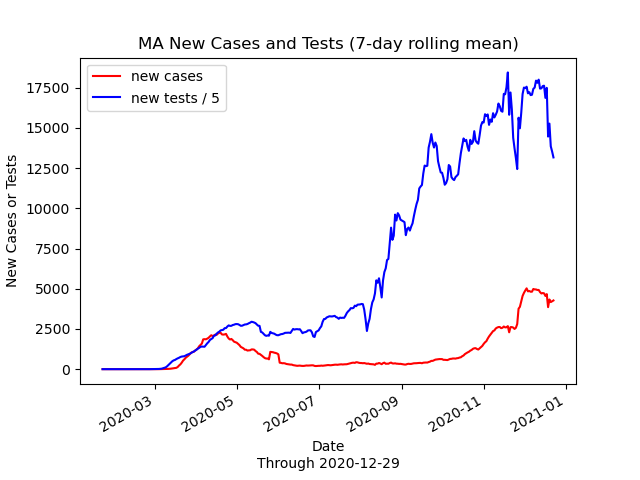 MA New Cases and Tests (7-day rolling mean)
new cases
new tests / 5
New Cases or Tests
17500
15000
12500
10000
7500
5000
2500
0
2020-03
2020-05
2020-07
2020-09
2020-11
2021-01
Date
Through 2020-12-29